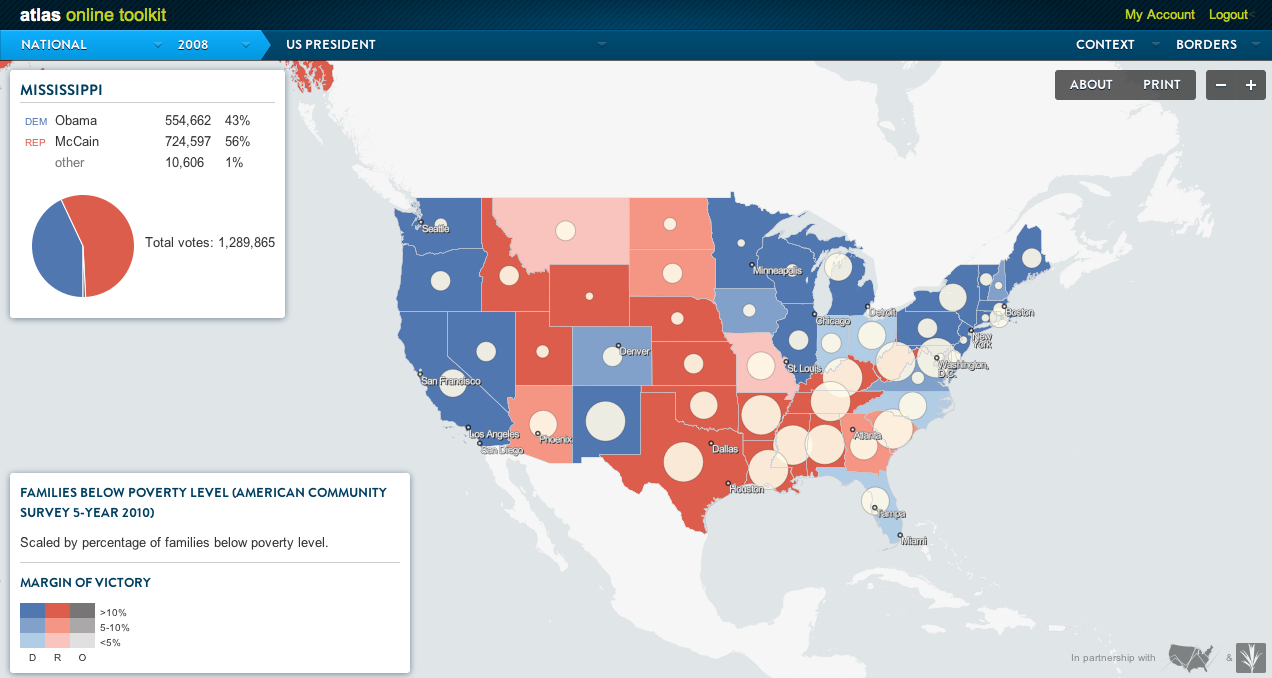 atlas online toolkit
My Account Logout
NATIONAL 2008 US PRESIDENT CONTEXT BORDERS
ABOUT PRINT − +
MISSISSIPPI
DEM Obama 554,662 43%
REP McCain 724,597 56%
other 10,606 1%
Total votes: 1,289,865
Seattle
Minneapolis
Boston
Detroit
Chicago
New
York
Denver
Washington,
D.C.
St. Louis
San Francisco
Los Angeles
Phoenix
San Diego
Atlanta
Dallas
Houston
Tampa
Miami
FAMILIES BELOW POVERTY LEVEL (AMERICAN COMMUNITY
SURVEY 5-YEAR 2010)
Scaled by percentage of families below poverty level.
MARGIN OF VICTORY
>10%
5-10%
<5%
D R O
In partnership with &